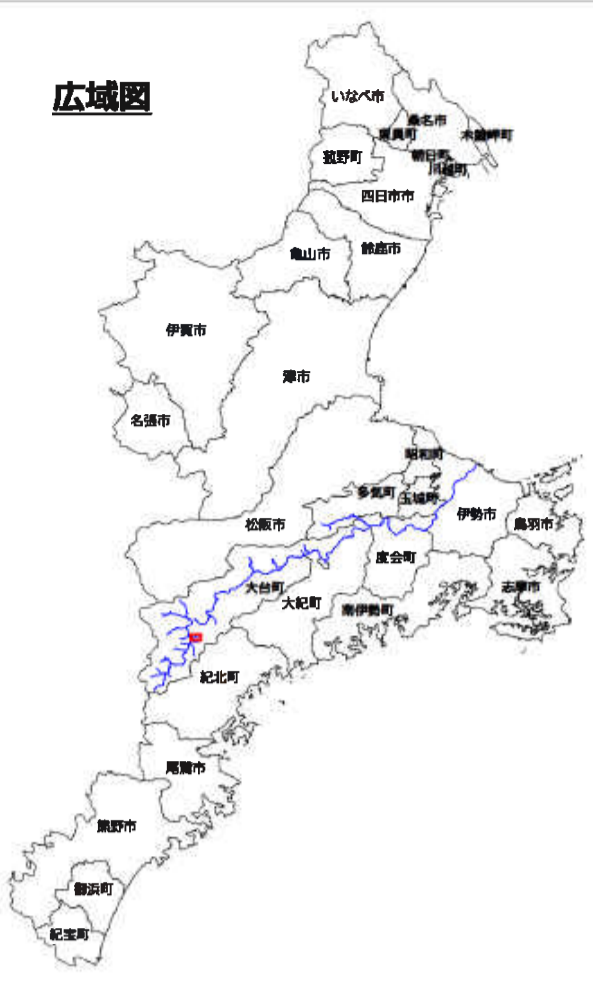 広域図
いなべ市
桑名市
東員町
木曽岬町
朝日町
菰野町
川越町
四日市市
亀山市
鈴鹿市
伊賀市
津市
名張市
明和町
多気町
玉城町
伊勢市
松阪市
鳥羽市
度会町
大台町
志摩市
大紀町
南伊勢町
紀北町
尾鷲市
熊野市
御浜町
紀宝町